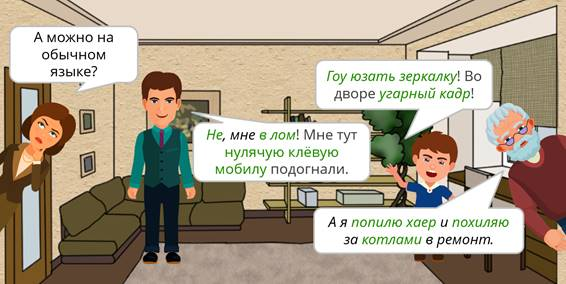 А можно на
обычном
языке?
Гоу юзать зеркалку! Во
дворе угарный кадр!
Не, мне в лом! Мне тут
нулячую клёвую
мобилу подогнали.
А я попилю хаер и похиляю
за котлами в ремонт.